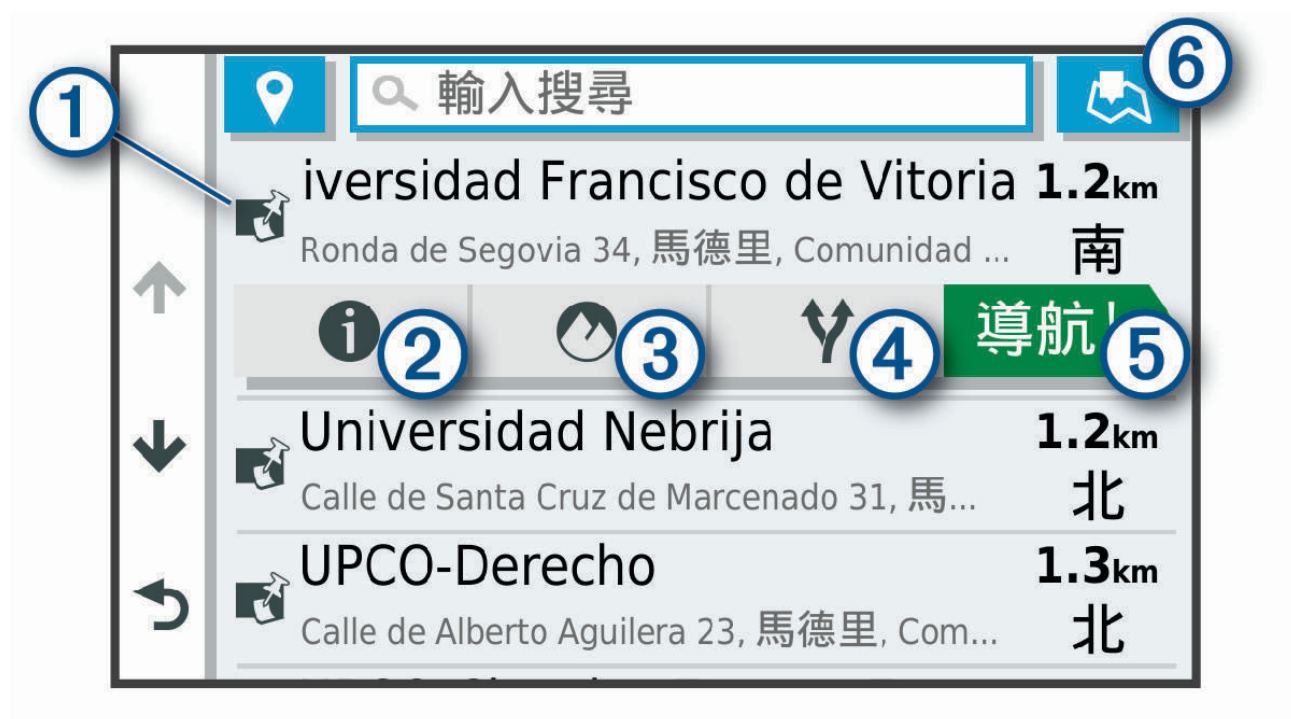 輸入搜尋
⑥
①
iversidad Francisco de Vitoria 1.2km
Ronda de Segovia 34, 馬德里, Comunidad ... 南
② ③ ④ 導航! ⑤
Universidad Nebrija 1.2km
Calle de Santa Cruz de Marcenado 31, 馬... 北
UPCO-Derecho 1.3km
Calle de Alberto Aguilera 23, 馬德里, Com... 北